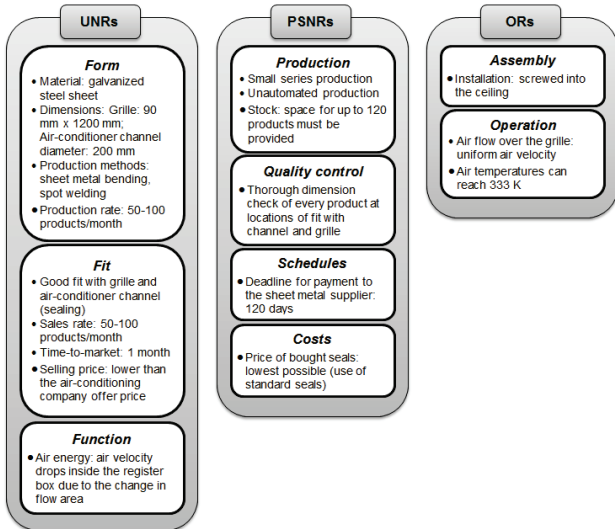 UNRs
Form
• Material: galvanized
steel sheet
• Dimensions: Grille: 90
mm x 1200 mm;
Air-conditioner channel
diameter: 200 mm
• Production methods:
sheet metal bending,
spot welding
• Production rate: 50-100
products/month
Fit
• Good fit with grille and
air-conditioner channel
(sealing)
• Sales rate: 50-100
products/month
• Time-to-market: 1 month
• Selling price: lower than
the air-conditioning
company offer price
Function
• Air energy: air velocity
drops inside the register
box due to the change in
flow area
PSNRs
Production
• Small series production
• Unautomated production
• Stock: space for up to 120
products must be
provided
Quality control
• Thorough dimension
check of every product at
locations of fit with
channel and grille
Schedules
• Deadline for payment to
the sheet metal supplier:
120 days
Costs
• Price of bought seals:
lowest possible (use of
standard seals)
ORs
Assembly
• Installation: screwed into
the ceiling
Operation
• Air flow over the grille:
uniform air velocity
• Air temperatures can
reach 333 K